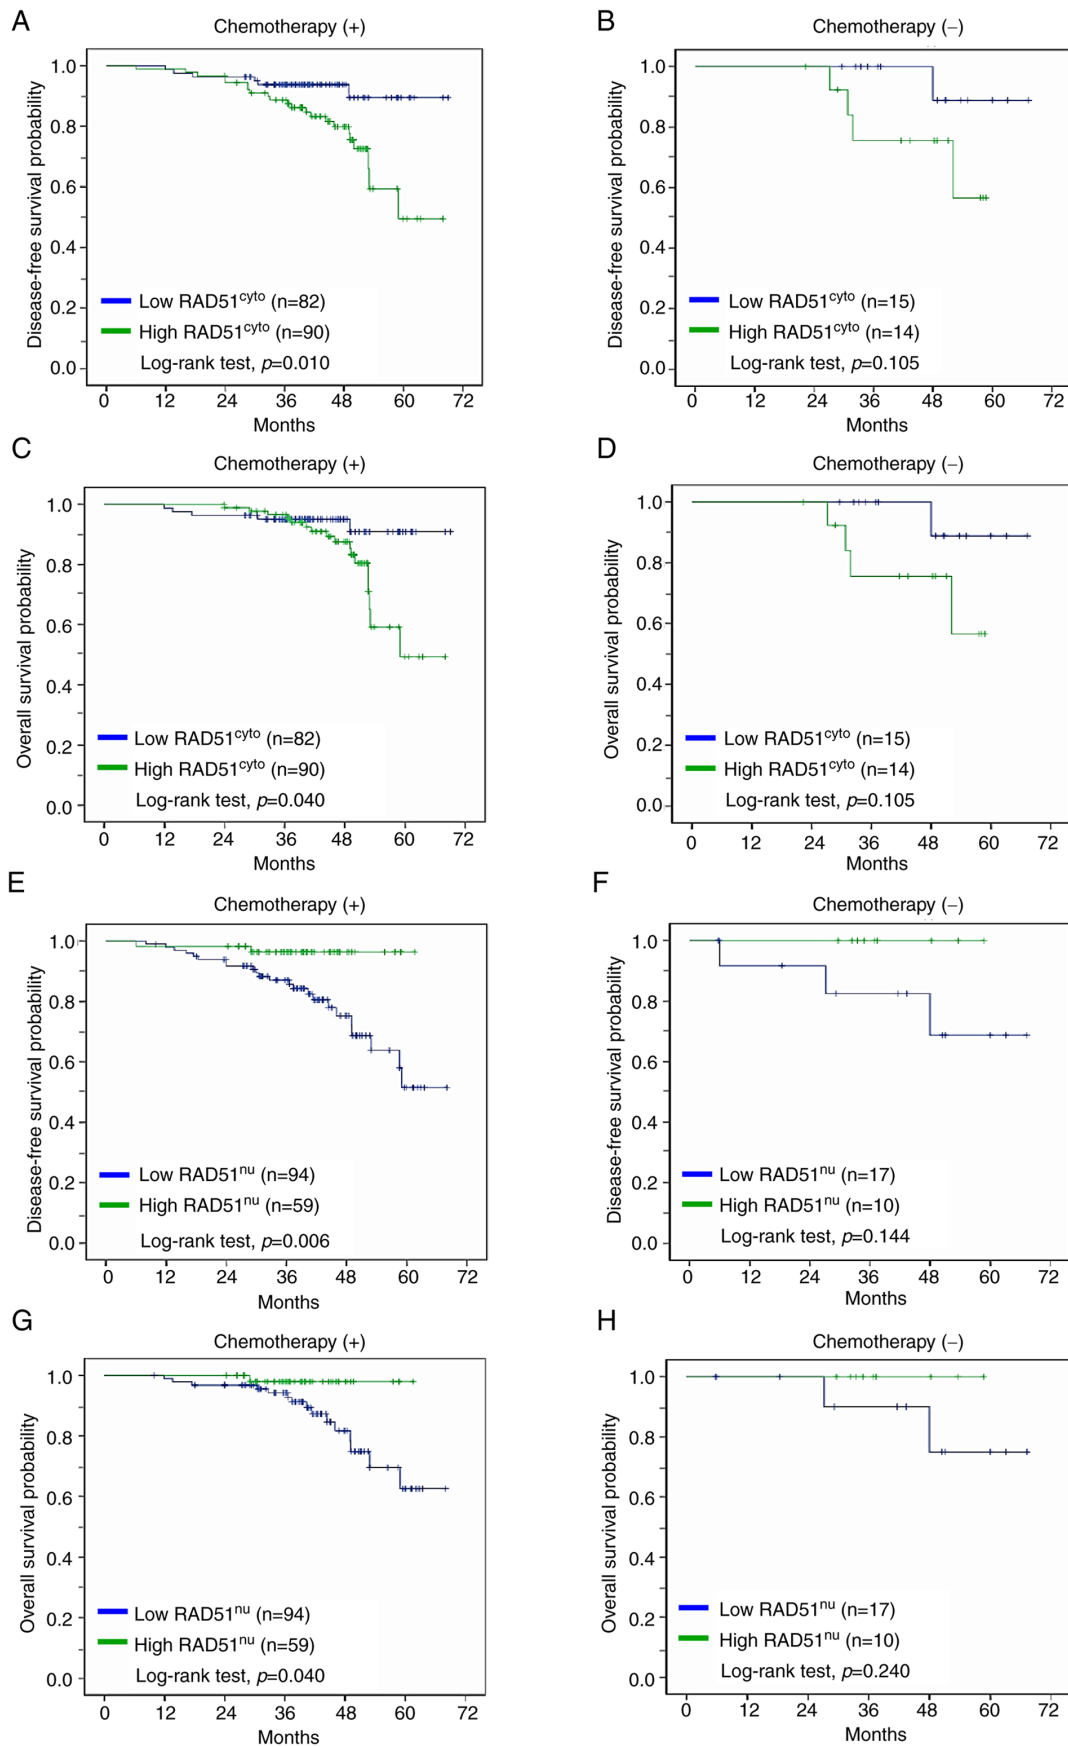 A
Chemotherapy (+)
Disease-free survival probability
1.0
0.8
0.6
0.4
0.2
0.0
Low RAD51cyto (n=82)
High RAD51cyto (n=90)
Log-rank test, p=0.010
0 12 24 36 48 60 72
Months
B
Chemotherapy (–)
Disease-free survival probability
1.0
0.8
0.6
0.4
0.2
0.0
Low RAD51cyto (n=15)
High RAD51cyto (n=14)
Log-rank test, p=0.105
0 12 24 36 48 60 72
Months
C
Chemotherapy (+)
Overall survival probability
1.0
0.8
0.6
0.4
0.2
0.0
Low RAD51cyto (n=82)
High RAD51cyto (n=90)
Log-rank test, p=0.040
0 12 24 36 48 60 72
Months
D
Chemotherapy (–)
Overall survival probability
1.0
0.8
0.6
0.4
0.2
0.0
Low RAD51cyto (n=15)
High RAD51cyto (n=14)
Log-rank test, p=0.105
0 12 24 36 48 60 72
Months
E
Chemotherapy (+)
Disease-free survival probability
1.0
0.8
0.6
0.4
0.2
0.0
Low RAD51nu (n=94)
High RAD51nu (n=59)
Log-rank test, p=0.006
0 12 24 36 48 60 72
Months
F
Chemotherapy (–)
Disease-free survival probability
1.0
0.8
0.6
0.4
0.2
0.0
Low RAD51nu (n=17)
High RAD51nu (n=10)
Log-rank test, p=0.144
0 12 24 36 48 60 72
Months
G
Chemotherapy (+)
Overall survival probability
1.0
0.8
0.6
0.4
0.2
0.0
Low RAD51nu (n=94)
High RAD51nu (n=59)
Log-rank test, p=0.040
0 12 24 36 48 60 72
Months
H
Chemotherapy (–)
Overall survival probability
1.0
0.8
0.6
0.4
0.2
0.0
Low RAD51nu (n=17)
High RAD51nu (n=10)
Log-rank test, p=0.240
0 12 24 36 48 60 72
Months